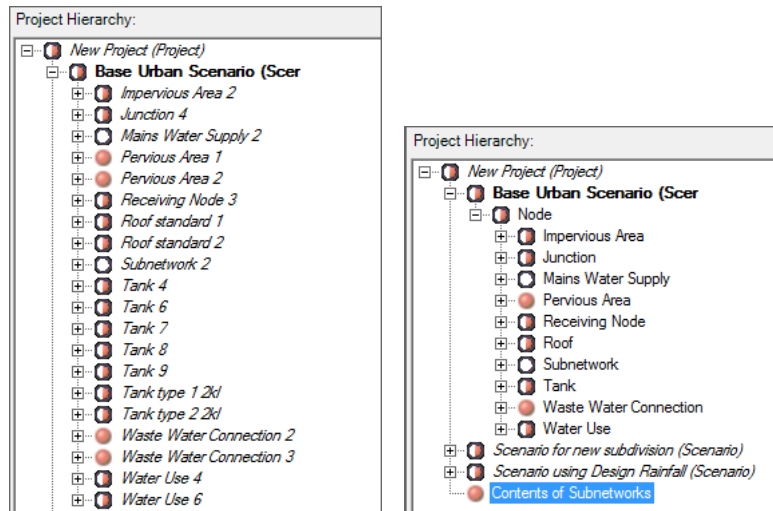 Project Hierarchy:
New Project (Project)
Base Urban Scenario (Scer
Impervious Area 2
Junction 4
Mains Water Supply 2
Pervious Area 1
Pervious Area 2
Receiving Node 3
Roof standard 1
Roof standard 2
Subnetwork 2
Tank 4
Tank 6
Tank 7
Tank 8
Tank 9
Tank type 1 2kl
Tank type 2 2kl
Waste Water Connection 2
Waste Water Connection 3
Water Use 4
Water Use 6
Project Hierarchy:
New Project (Project)
Base Urban Scenario (Scer
Node
Impervious Area
Junction
Mains Water Supply
Pervious Area
Receiving Node
Roof
Subnetwork
Tank
Waste Water Connection
Water Use
Scenario for new subdivision (Scenario)
Scenario using Design Rainfall (Scenario)
Contents of Subnetworks